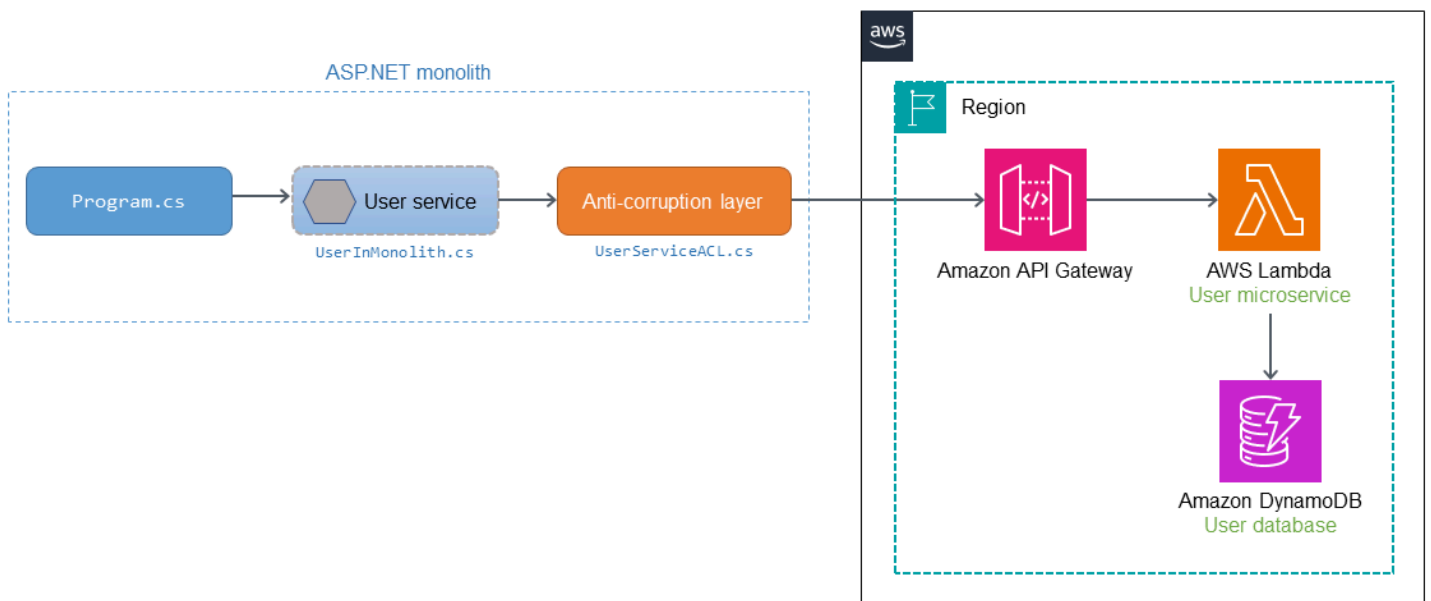 aws
ASP.NET monolith
Region
Program.cs
User service
Anti-corruption layer
</>
UserInMonolith.cs
UserServiceACL.cs
Amazon API Gateway
AWS Lambda
User microservice
Amazon DynamoDB
User database